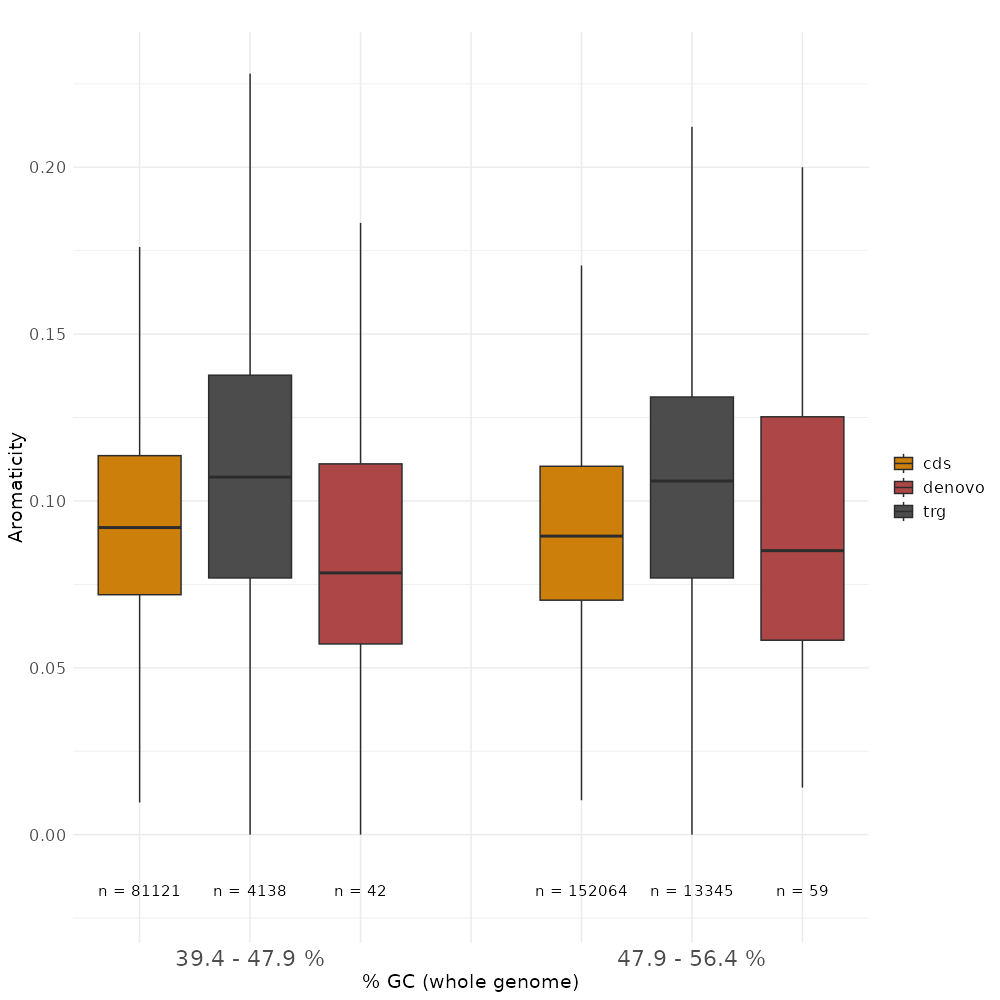 Aromaticity
0.20
0.15
0.10
0.05
0.00
n = 81121
n = 4138
n = 42
n = 152064
n = 13345
n = 59
39.4 - 47.9 %
47.9 - 56.4 %
% GC (whole genome)
cds
denovo
trg